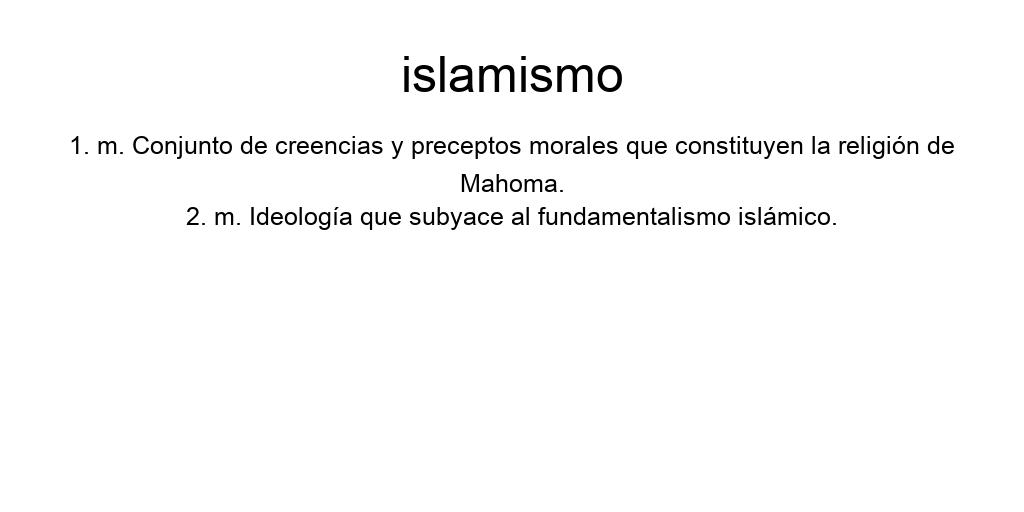 islamismo
1. m. Conjunto de creencias y preceptos morales que constituyen la religión de
Mahoma.
2. m. Ideología que subyace al fundamentalismo islámico.